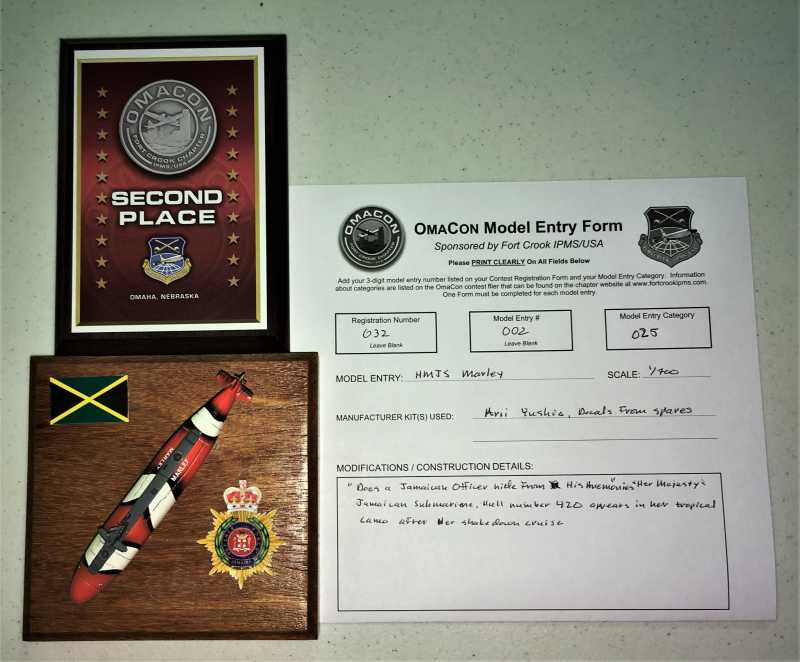 OMACON
FORT CROOK CHARTER
IPMS/USA
SECOND
PLACE
OMAHA, NEBRASKA
MARLEY
JAMAICA
OMACON
OMACON Model Entry Form
Sponsored by Fort Crook IPMS/USA
Please PRINT CLEARLY On All Fields Below
Add your 3-digit model entry number listed on your Contest Registration Form and your Model Entry Category. Information
about categories are listed on the OmaCon contest flier that can be found on the chapter website at www.fortcrookipms.com.
One Form must be completed for each model entry.
Registration Number
032
Leave Blank
Model Entry #
002
Leave Blank
Model Entry Category
025
MODEL ENTRY: HMJS Marley SCALE: 1/700
MANUFACTURER KIT(S) USED: Arii Yushio, Decals From spares
MODIFICATIONS / CONSTRUCTION DETAILS:
"Does a Jamaican Officer hide From His Anemonies" "Her Majesty's
Jamaican Submarine, Hull number 420 appears in her tropical
camo after her shakedown cruise